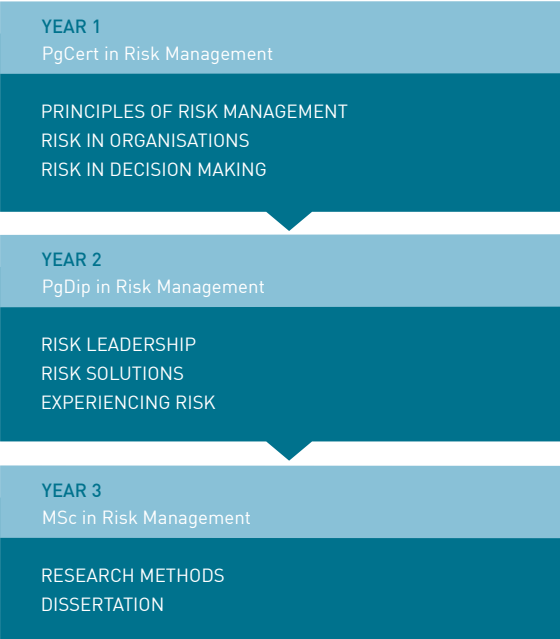 YEAR 1
PgCert in Risk Management
PRINCIPLES OF RISK MANAGEMENT
RISK IN ORGANISATIONS
RISK IN DECISION MAKING
YEAR 2
PgDip in Risk Management
RISK LEADERSHIP
RISK SOLUTIONS
EXPERIENCING RISK
YEAR 3
MSc in Risk Management
RESEARCH METHODS
DISSERTATION